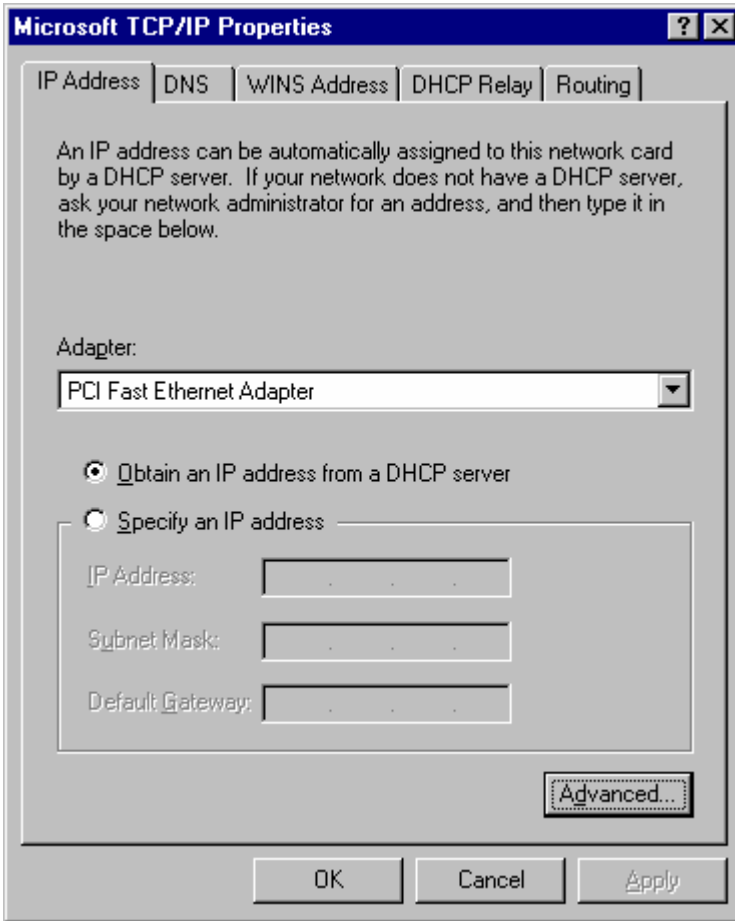 Microsoft TCP/IP Properties
IP Address DNS WINS Address DHCP Relay Routing
An IP address can be automatically assigned to this network card
by a DHCP server. If your network does not have a DHCP server,
ask your network administrator for an address, and then type it in
the space below.
Adapter:
PCI Fast Ethernet Adapter
Obtain an IP address from a DHCP server
Specify an IP address
IP Address: . . .
Subnet Mask: . . .
Default Gateway: . . .
Advanced...
OK Cancel Apply